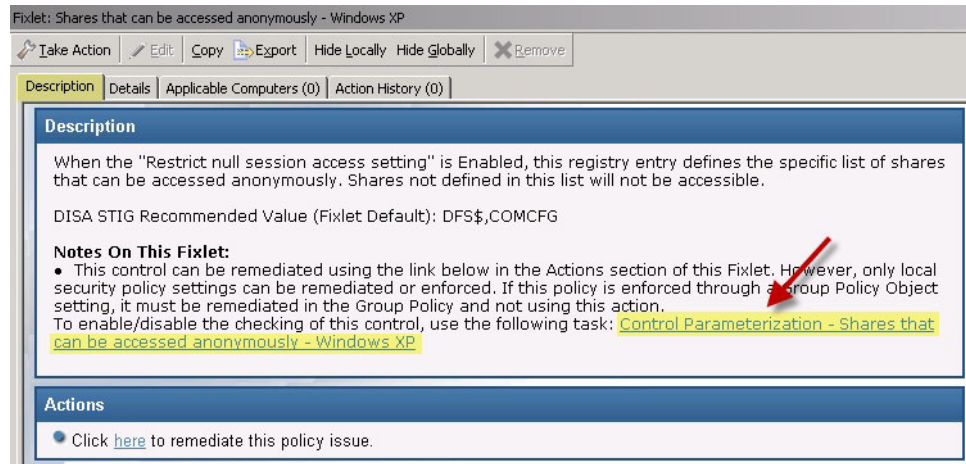 Fixlet: Shares that can be accessed anonymously - Windows XP
Take Action Edit Copy Export Hide Locally Hide Globally Remove
Description Details Applicable Computers (0) Action History (0)
Description
When the "Restrict null session access setting" is Enabled, this registry entry defines the specific list of shares
that can be accessed anonymously. Shares not defined in this list will not be accessible.
DISA STIG Recommended Value (Fixlet Default): DFS$,COMCFG
Notes On This Fixlet:
• This control can be remediated using the link below in the Actions section of this Fixlet. However, only local
security policy settings can be remediated or enforced. If this policy is enforced through a Group Policy Object
setting, it must be remediated in the Group Policy and not using this action.
To enable/disable the checking of this control, use the following task: Control Parameterization - Shares that
can be accessed anonymously - Windows XP
Actions
Click here to remediate this policy issue.